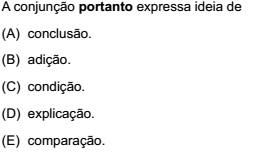 A conjunção portanto expressa ideia de
(A) conclusão.
(B) adição.
(C) condição.
(D) explicação.
(E) comparação.